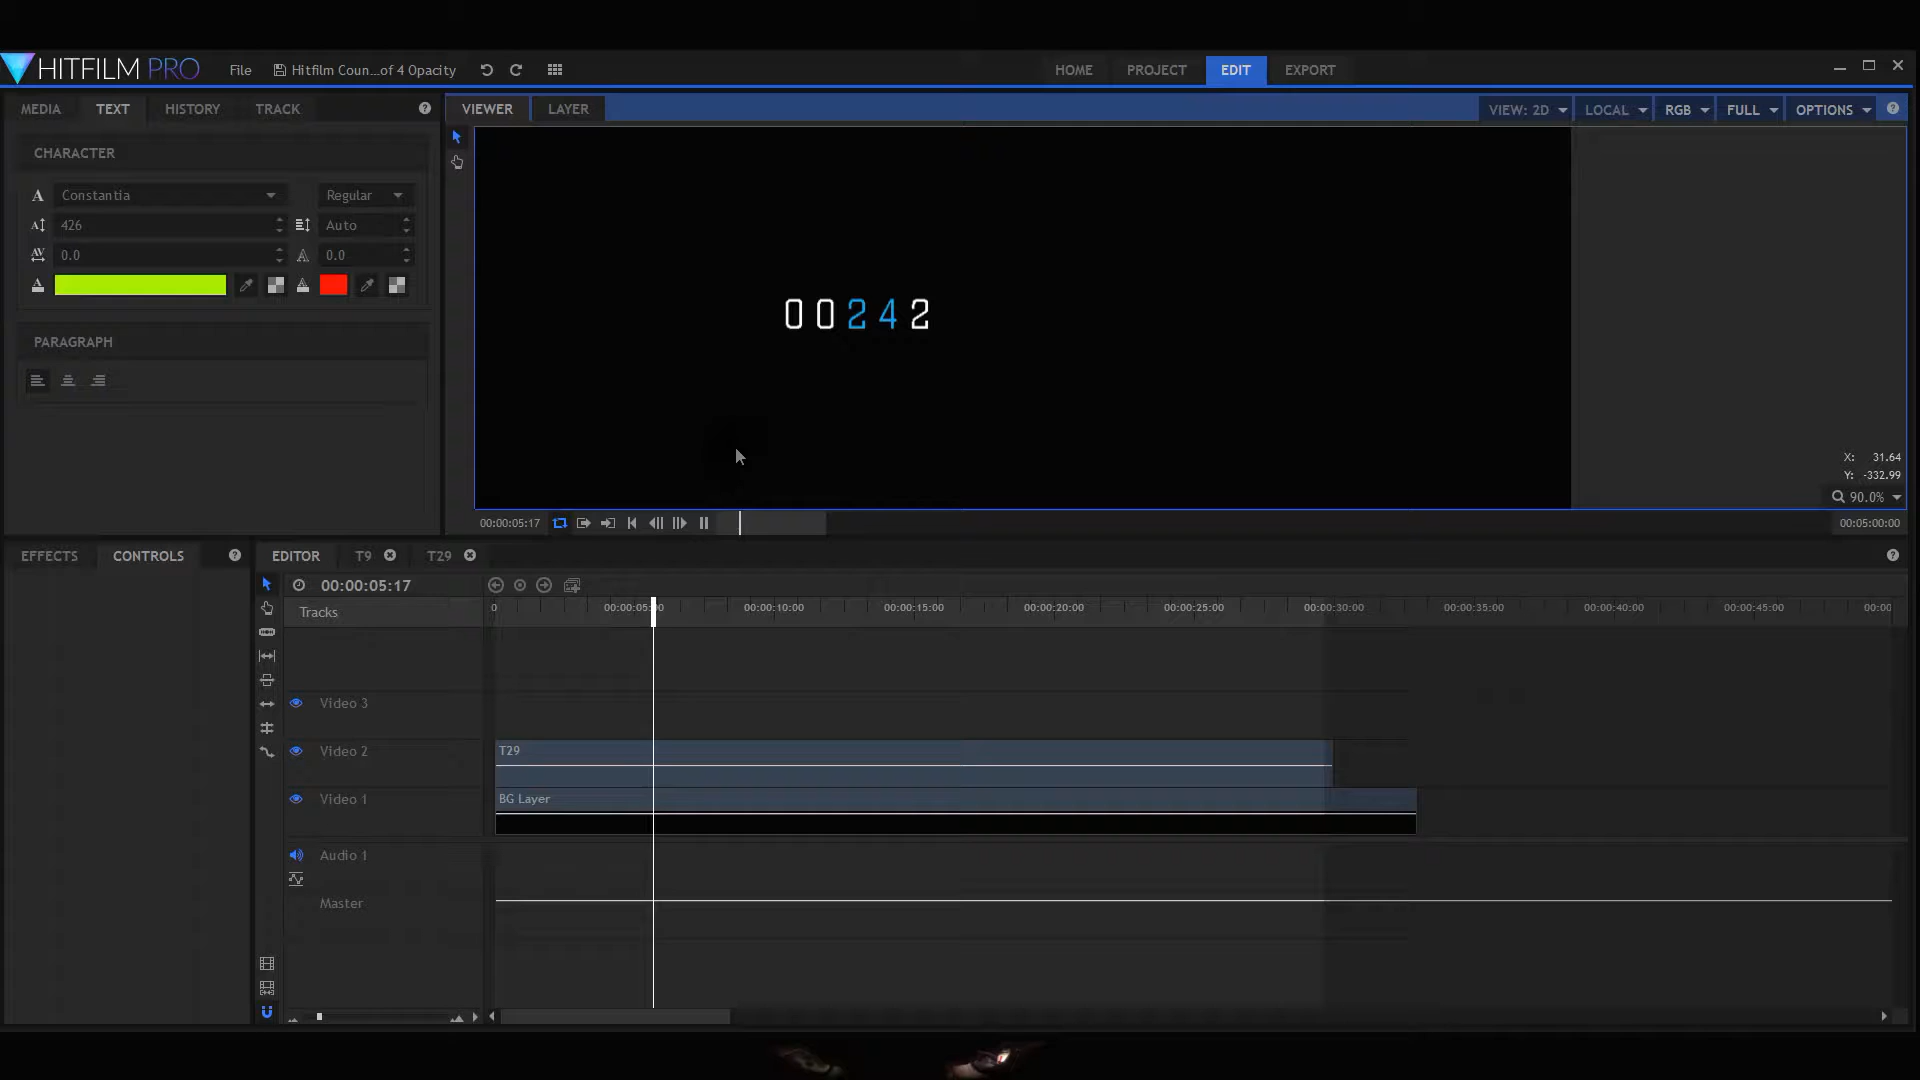 HITFILM PRO File Hitfilm Coun...of 4 Opacity HOME PROJECT EDIT EXPORT
MEDIA TEXT HISTORY TRACK VIEWER LAYER VIEW: 2D LOCAL RGB FULL OPTIONS
CHARACTER
Constantia Regular
426 Auto
0.0 0.0
PARAGRAPH
00242
X: 31.64
Y: -332.99
90.0%
00:00:05:17 00:05:00:00
EFFECTS CONTROLS EDITOR T9 T29
00:00:05:17
Tracks 0 00:00:05:00 00:00:10:00 00:00:15:00 00:00:20:00 00:00:25:00 00:00:30:00 00:00:35:00 00:00:40:00 00:00:45:00 00:00
Video 3
Video 2 T29
Video 1 BG Layer
Audio 1
Master